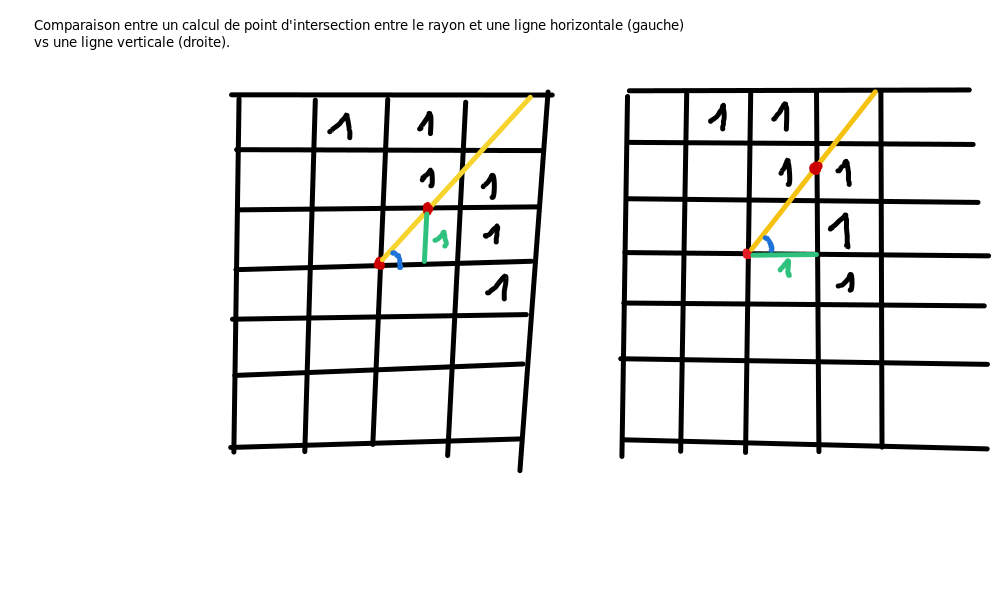 Comparaison entre un calcul de point d'intersection entre le rayon et une ligne horizontale (gauche)
vs une ligne verticale (droite).
1 1 1 1
1 1 1 1
1 1 1 1
1 1 1